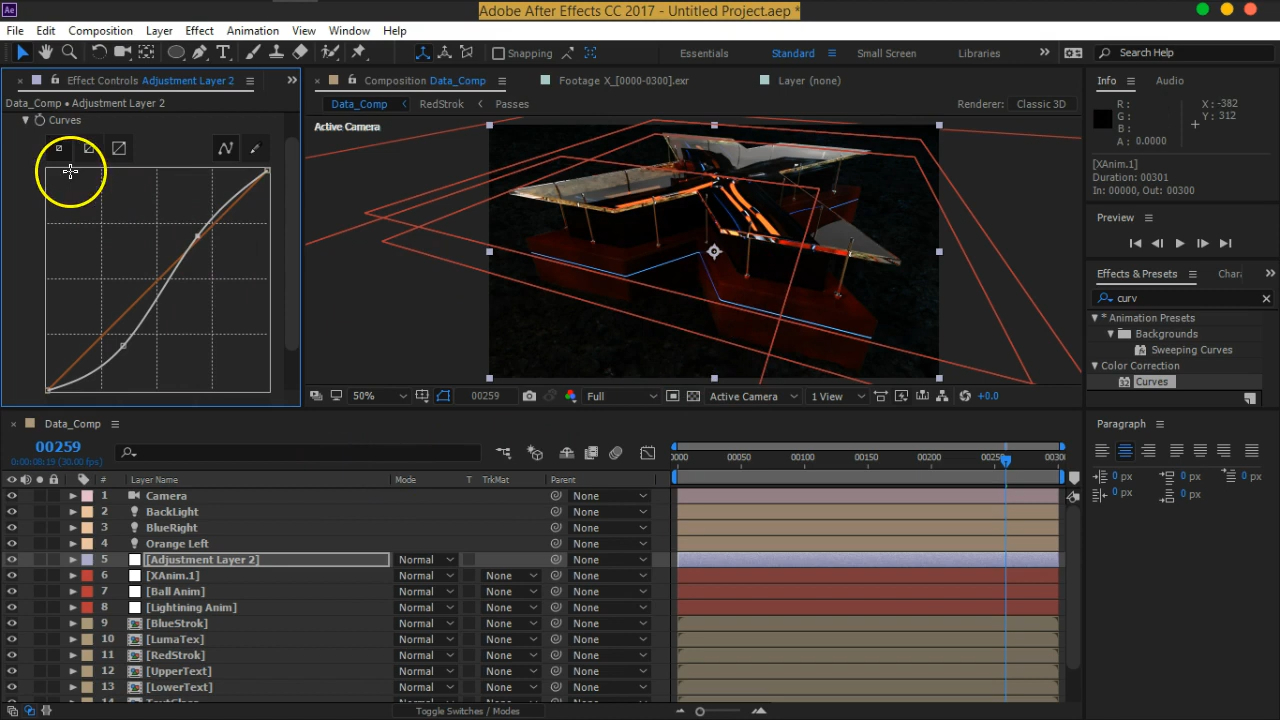 Ae
Adobe After Effects CC 2017 - Untitled Project.aep *
File Edit Composition Layer Effect Animation View Window Help
Snapping
Essentials Standard Small Screen Libraries
Search Help
Effect Controls Adjustment Layer 2
Composition Data_Comp
Footage X_[0000-0300].exr
Layer (none)
Info Audio
Data_Comp • Adjustment Layer 2
Data_Comp RedStrok Passes
Renderer: Classic 3D
Curves
Active Camera
R :
G :
B :
A : 0.0000
X : -382
Y : 312
[XAnim.1]
Duration: 00301
In: 00000, Out: 00300
Preview
Effects & Presets Chara
curv
* Animation Presets
Backgrounds
Sweeping Curves
Color Correction
Curves
50% 00259 Full Active Camera 1 View +0.0
Data_Comp
Paragraph
00259
0:00:08:19 (30.00 fps)
0000 00050 00100 00150 00200 00250 0030
# Layer Name Mode T TrkMat Parent
0 px 0 px 0 px
0 px 0 px
1 Camera None
2 BackLight None
3 BlueRight None
4 Orange Left None
5 [Adjustment Layer 2] Normal None
6 [XAnim.1] Normal None None
7 [Ball Anim] Normal None None
8 [Lightining Anim] Normal None None
9 [BlueStrok] Normal None None
10 [LumaTex] Normal None None
11 [RedStrok] Normal None None
12 [UpperText] Normal None None
13 [LowerText] Normal None None
Toggle Switches / Modes